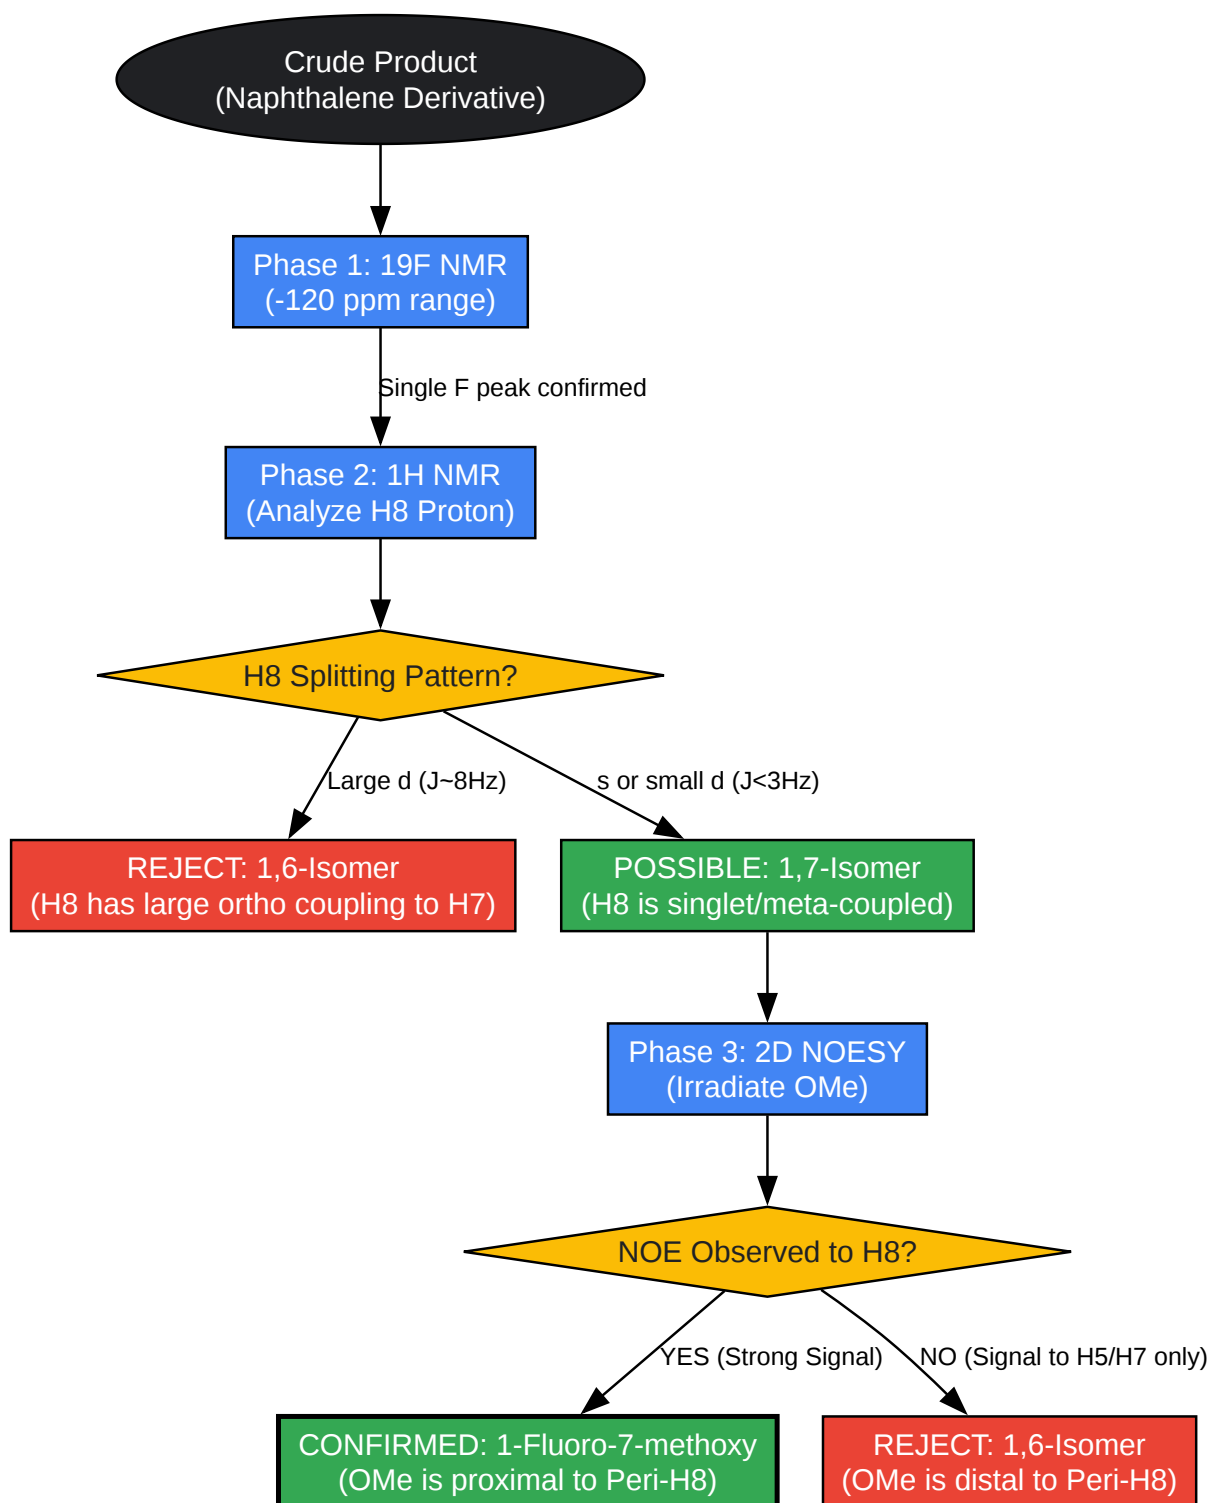 Crude Product
(Naphthalene Derivative)
Phase 1: 19F NMR
(-120 ppm range)
Single F peak confirmed
Phase 2: 1H NMR
(Analyze H8 Proton)
H8 Splitting Pattern?
Large d (J~8Hz)
s or small d (J<3Hz)
REJECT: 1,6-Isomer
(H8 has large ortho coupling to H7)
POSSIBLE: 1,7-Isomer
(H8 is singlet/meta-coupled)
Phase 3: 2D NOESY
(Irradiate OMe)
NOE Observed to H8?
YES (Strong Signal)
NO (Signal to H5/H7 only)
CONFIRMED: 1-Fluoro-7-methoxy
(OMe is proximal to Peri-H8)
REJECT: 1,6-Isomer
(OMe is distal to Peri-H8)